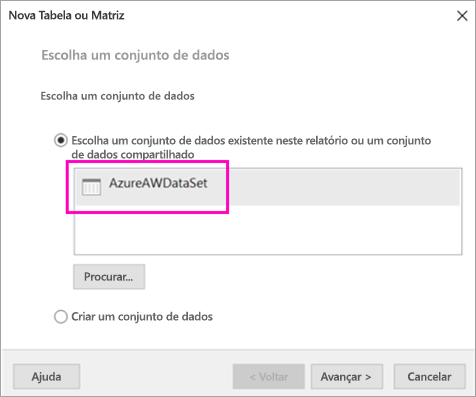 Nova Tabela ou Matriz
Escolha um conjunto de dados
Escolha um conjunto de dados
Escolha um conjunto de dados existente neste relatório ou um conjunto
de dados compartilhado
AzureAWDataSet
Procurar...
Criar um conjunto de dados
Ajuda
< Voltar
Avançar >
Cancelar